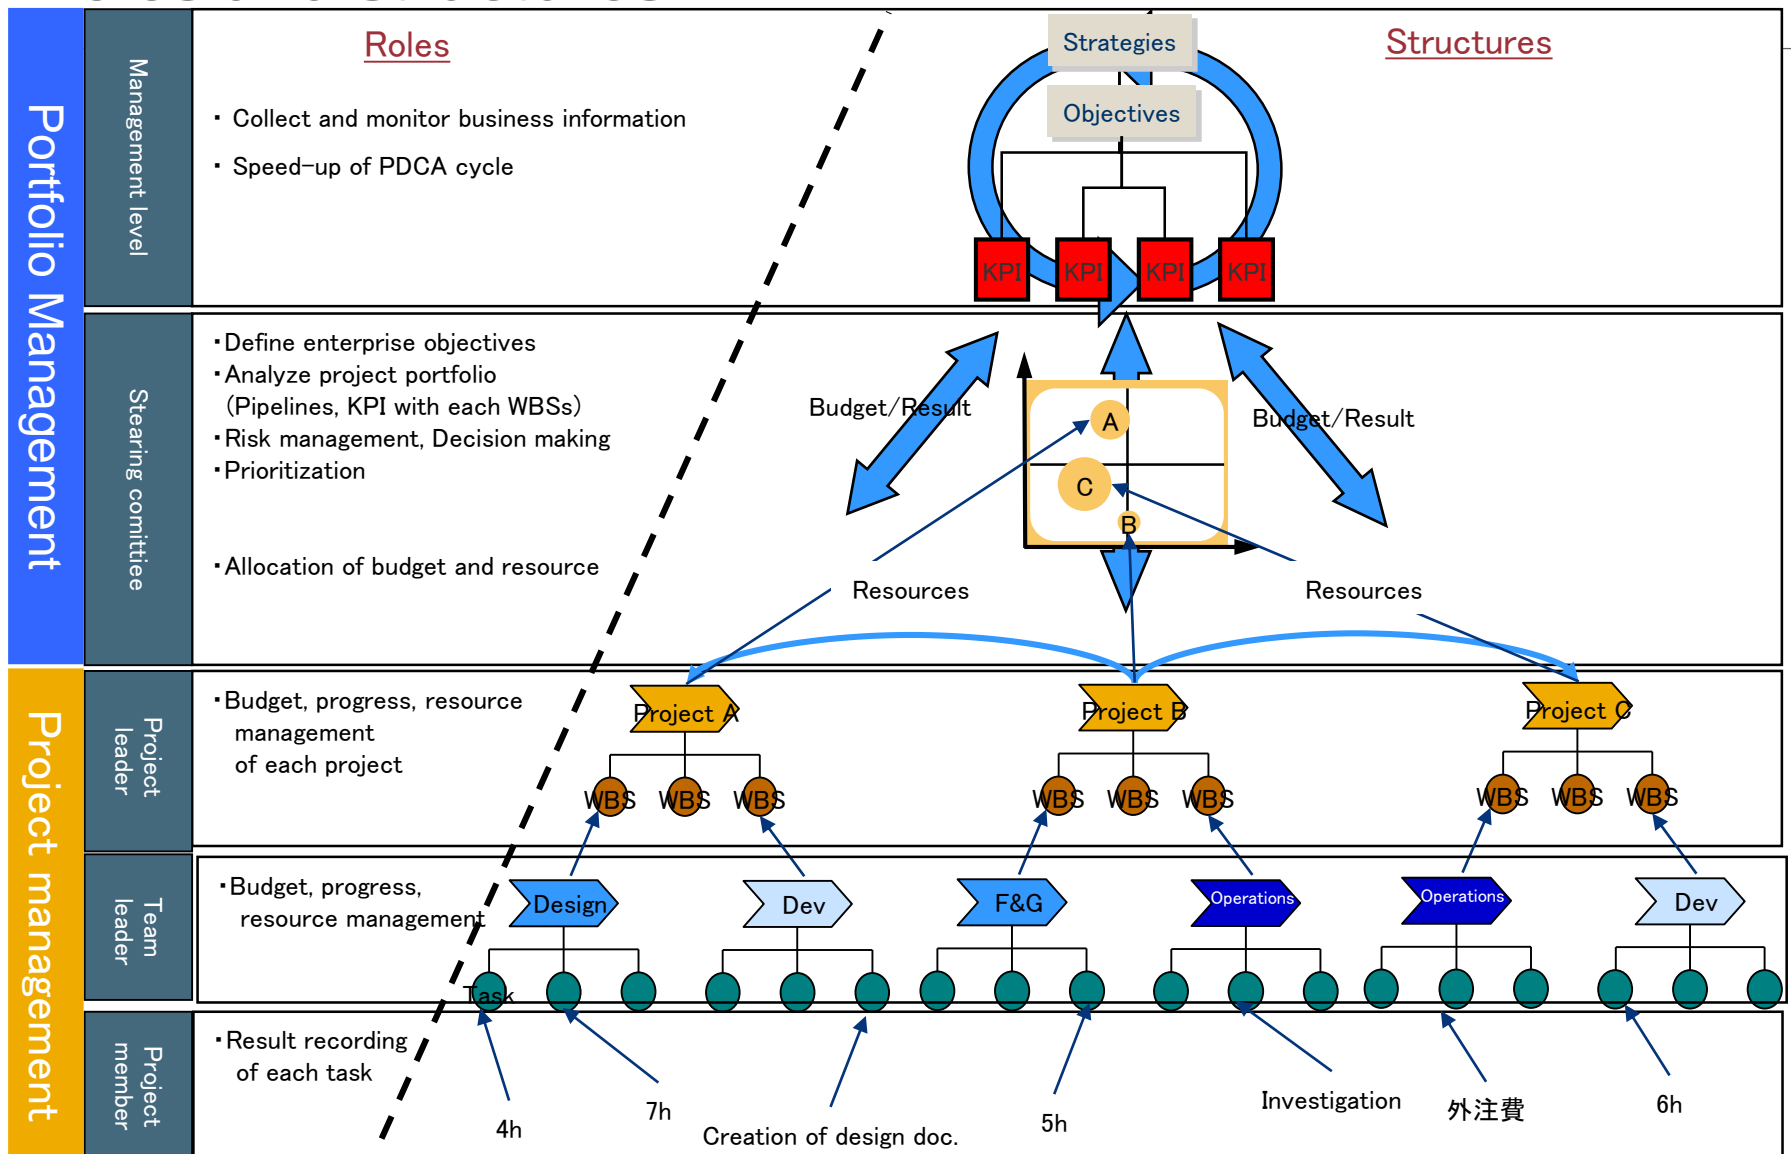 Roles
Structures
Portfolio Management
Management level
・ Collect and monitor business information
・ Speed-up of PDCA cycle
Strategies
Objectives
KPI
KPI
KPI
KPI
Stearing comittiee
・Define enterprise objectives
・Analyze project portfolio
(Pipelines, KPI with each WBSs)
・Risk management, Decision making
・Prioritization
・Allocation of budget and resource
Budget/Result
Budget/Result
A
C
B
Resources
Resources
Project management
Project
leader
・Budget, progress, resource
management
of each project
Project A
Project B
Project C
WBS
WBS
WBS
WBS
WBS
WBS
WBS
WBS
WBS
Team
leader
・Budget, progress,
resource management
Design
Dev
F&G
Operations
Operations
Dev
Task
Project
member
・Result recording
of each task
4h
7h
Creation of design doc.
5h
Investigation
外注費
6h